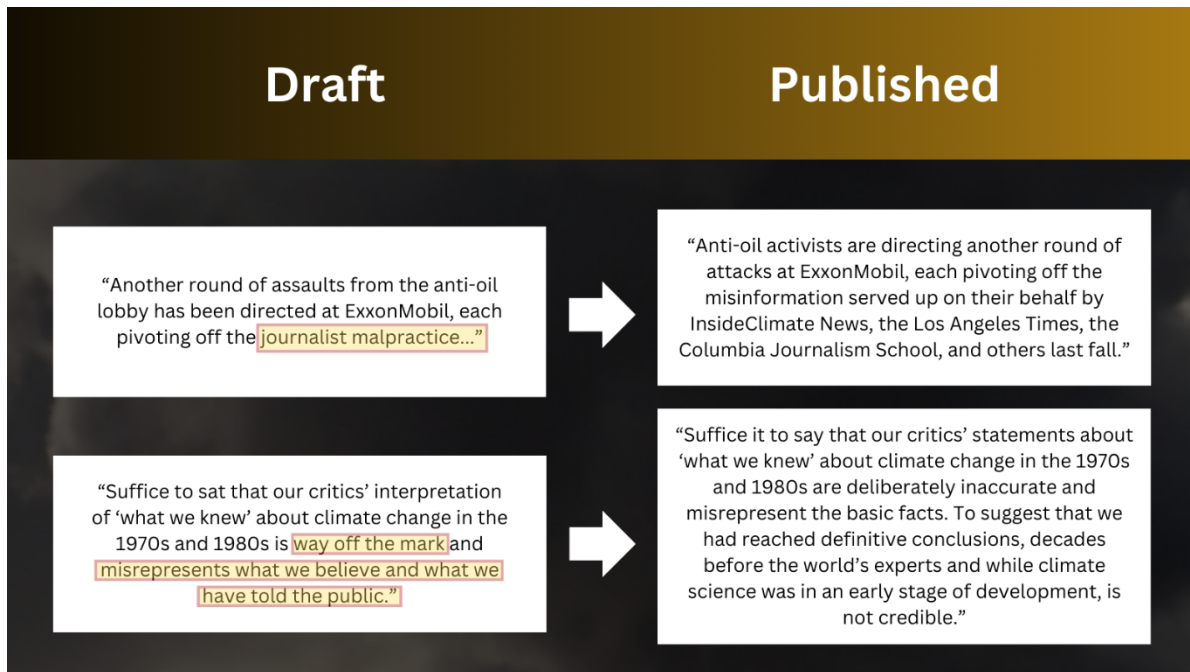 Draft
Published
“Another round of assaults from the anti-oil
lobby has been directed at ExxonMobil, each
pivoting off the journalist malpractice...”
“Anti-oil activists are directing another round of
attacks at ExxonMobil, each pivoting off the
misinformation served up on their behalf by
InsideClimate News, the Los Angeles Times, the
Columbia Journalism School, and others last fall.”
“Suffice to sat that our critics’ interpretation
of ‘what we knew’ about climate change in the
1970s and 1980s is way off the mark and
misrepresents what we believe and what we
have told the public.”
“Suffice it to say that our critics’ statements about
‘what we knew’ about climate change in the 1970s
and 1980s are deliberately inaccurate and
misrepresent the basic facts. To suggest that we
had reached definitive conclusions, decades
before the world’s experts and while climate
science was in an early stage of development, is
not credible.”